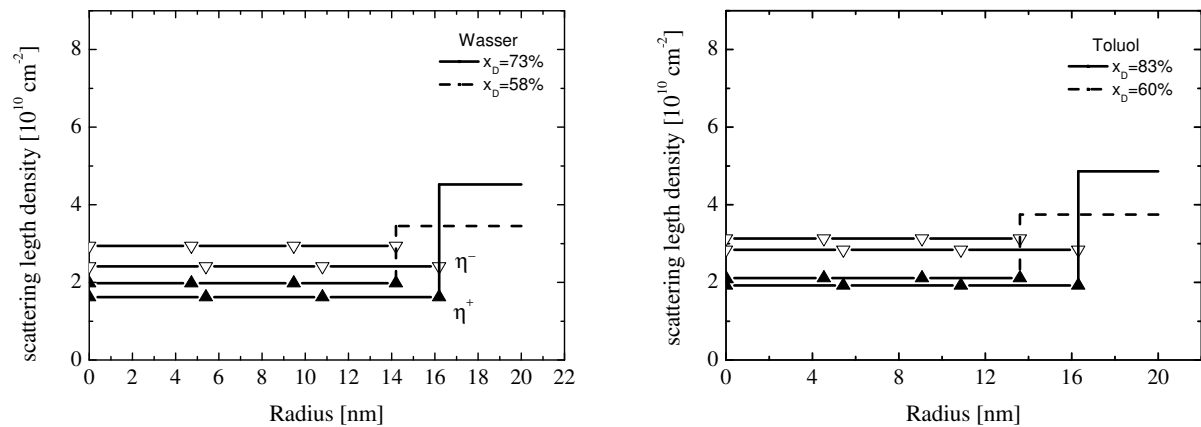 scattering legth density [10^10 cm^-2]
8
6
4
2
0
Wasser
x_D=73%
x_D=58%
η^-
η^+
0 2 4 6 8 10 12 14 16 18 20 22
Radius [nm]
scattering legth density [10^10 cm^-2]
8
6
4
2
0
Toluol
x_D=83%
x_D=60%
0 4 8 12 16 20
Radius [nm]